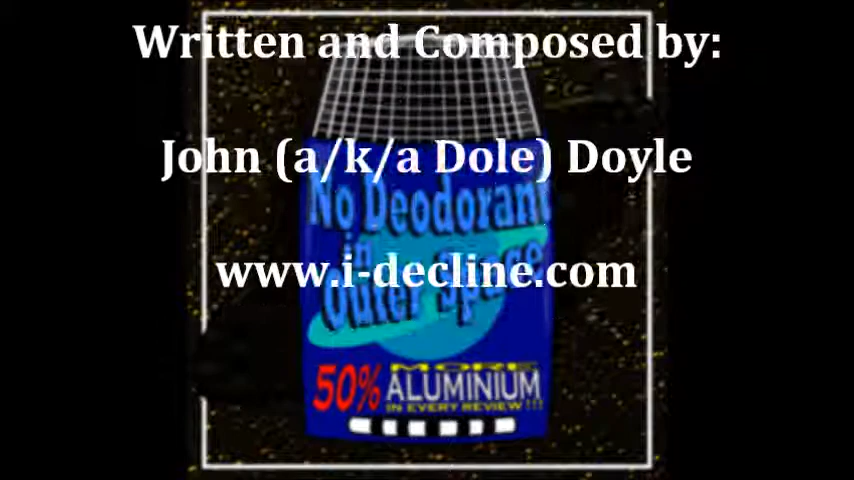 Written and Composed by:
John (a/k/a Dole) Doyle
www.i-decline.com
No Deodorant
in
Outer Space
50% MORE
ALUMINIUM
IN EVERY REVIEW!!!